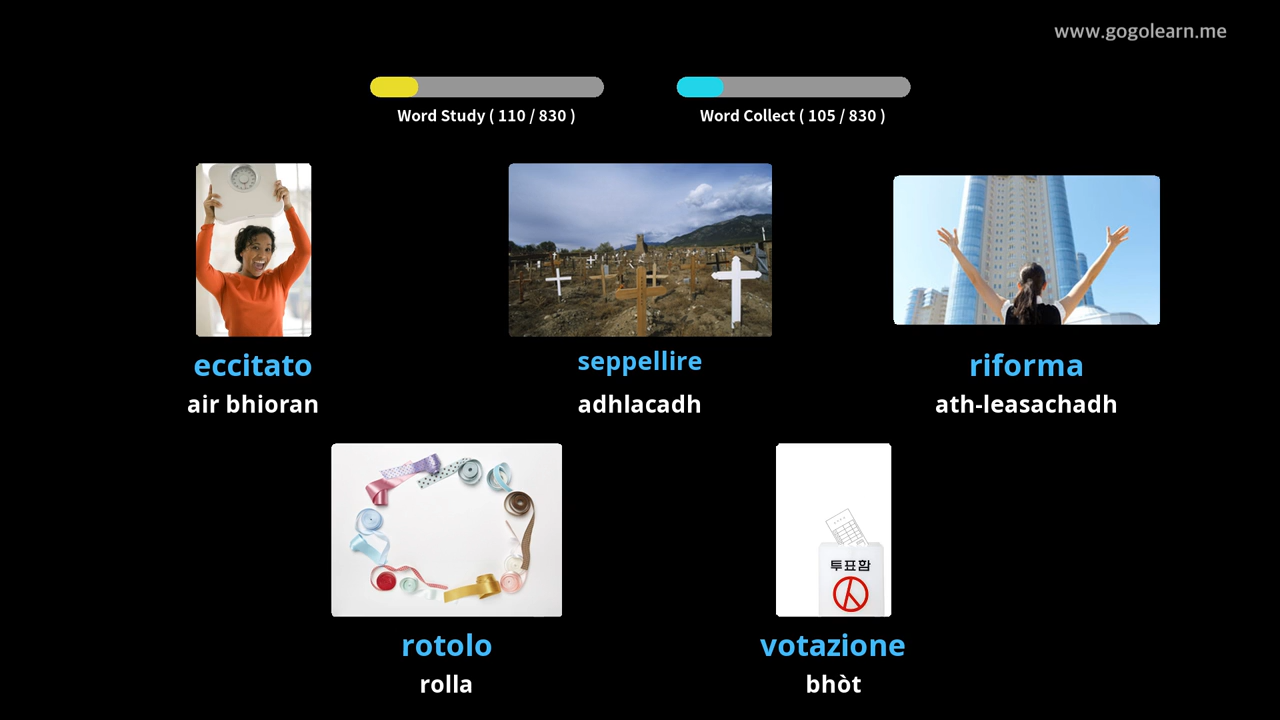 www.gogolearn.me
Word Study ( 110 / 830 )
Word Collect ( 105 / 830 )
eccitato
air bhioran
seppellire
adhlacadh
riforma
ath-leasachadh
투표함
rotolo
rolla
votazione
bhòt